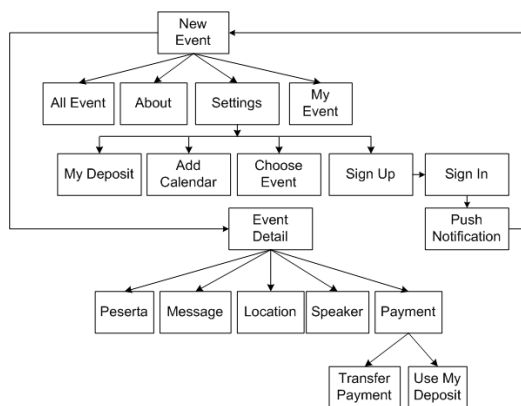 New
Event
All Event
About
Settings
My
Event
My Deposit
Add
Calendar
Choose
Event
Sign Up
Sign In
Event
Detail
Push
Notification
Peserta
Message
Location
Speaker
Payment
Transfer
Payment
Use My
Deposit